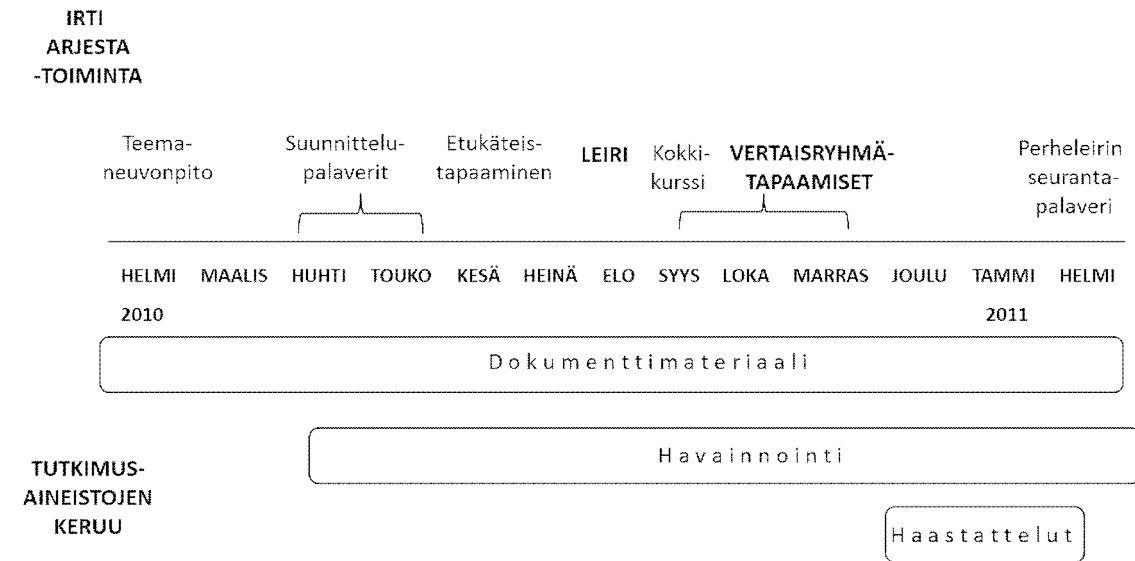 IRTI
ARJESTA
-TOIMINTA
Teema-
neuvonpito
Suunnittelu-
palaverit
Etukäteis-
tapaaminen
LEIRI
Kokki-
kurssi
VERTAISRYHMÄ-
TAPAAMISET
Perheleirin
seuranta-
palaveri
HELMI MAALIS HUHTI TOUKO KESÄ HEINÄ ELO SYYS LOKA MARRAS JOULU TAMMI HELMI
2010 2011
Dokumenttimateriaali
Havainnointi
TUTKIMUS-
AINEISTOJEN
KERUU
Haastattelut